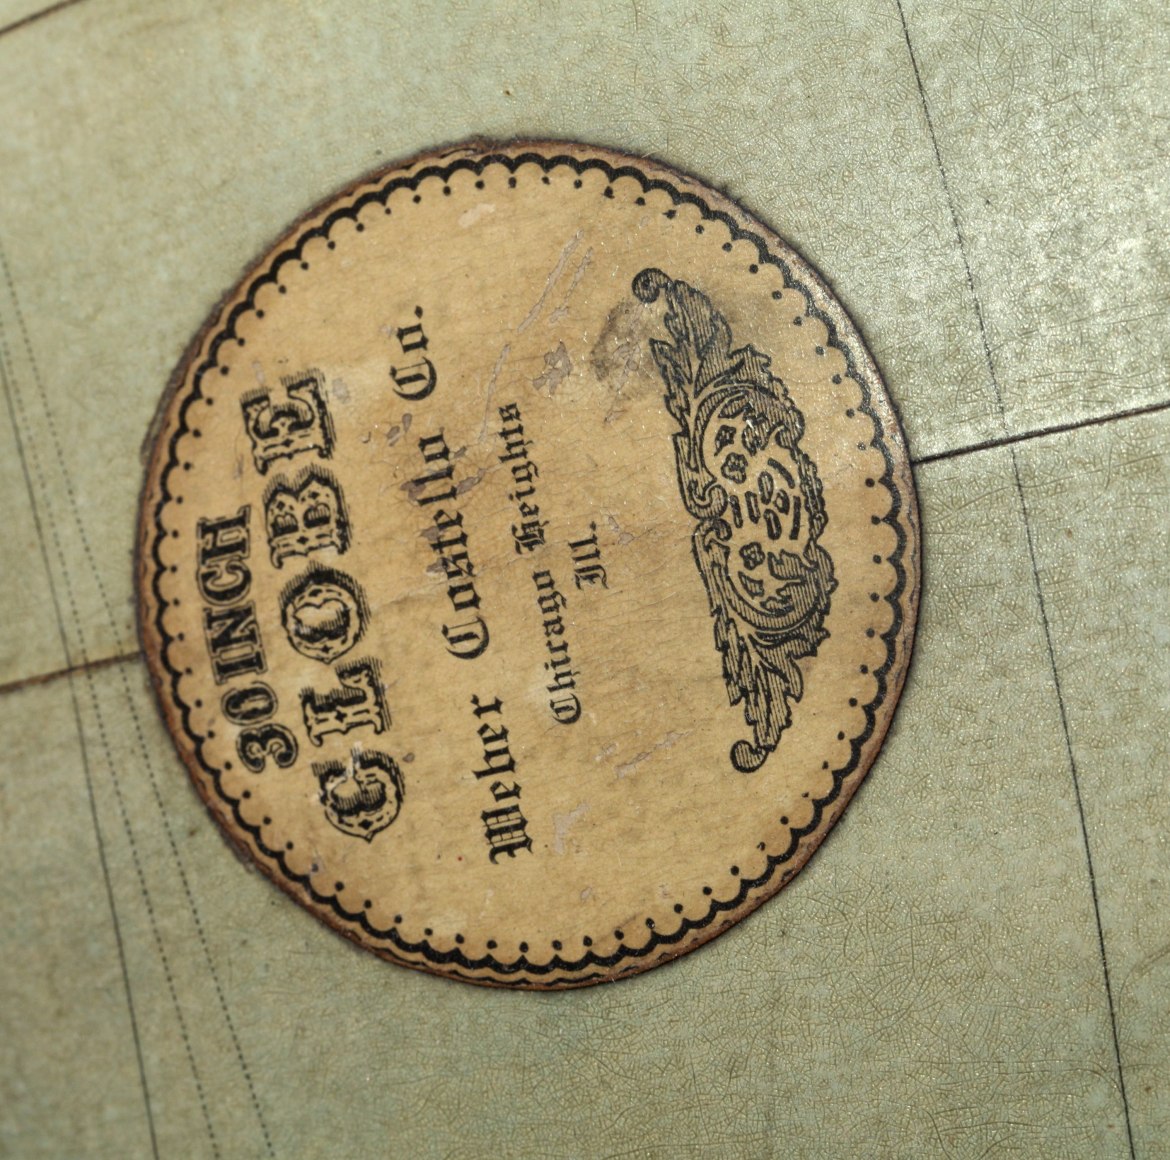 30 INCH
GLOBE
Weber Costello Co.
Chicago Heights
Ill.